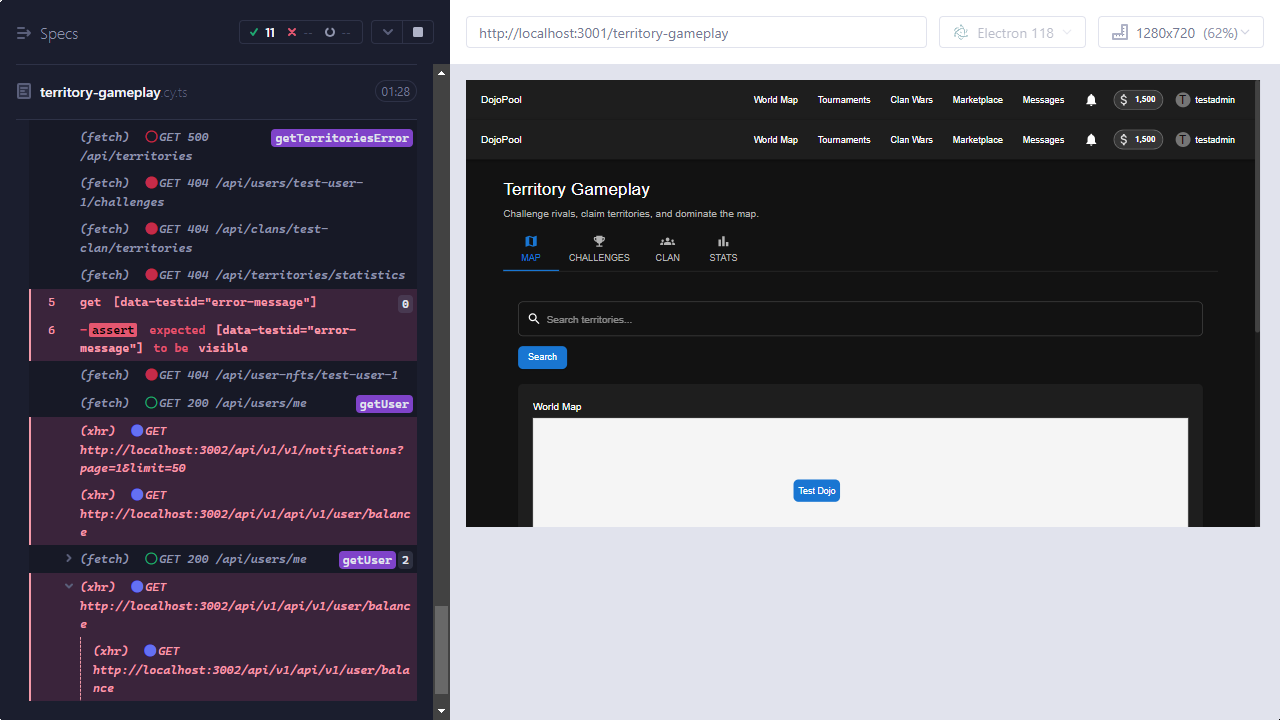 Specs
11
--
--
territory-gameplay.cy.ts
01:28
(fetch) GET 500 getTerritoriesError
/api/territories
(fetch) GET 404 /api/users/test-user-
1/challenges
(fetch) GET 404 /api/clans/test-
clan/territories
(fetch) GET 404 /api/territories/statistics
5 get [data-testid="error-message"] 0
6 -assert expected [data-testid="error-
message"] to be visible
(fetch) GET 404 /api/user-nfts/test-user-1
(fetch) GET 200 /api/users/me getUser
(xhr) GET
http://localhost:3002/api/v1/v1/notifications?
page=1&limit=50
(xhr) GET
http://localhost:3002/api/v1/api/v1/user/balanc
e
(fetch) GET 200 /api/users/me getUser 2
(xhr) GET
http://localhost:3002/api/v1/api/v1/user/balanc
e
(xhr) GET
http://localhost:3002/api/v1/api/v1/user/bala
nce
http://localhost:3001/territory-gameplay
Electron 118
1280x720 (62%)
DojoPool World Map Tournaments Clan Wars Marketplace Messages $ 1,500 T testadmin
DojoPool World Map Tournaments Clan Wars Marketplace Messages $ 1,500 T testadmin
Territory Gameplay
Challenge rivals, claim territories, and dominate the map.
MAP CHALLENGES CLAN STATS
Search territories...
Search
World Map
Test Dojo